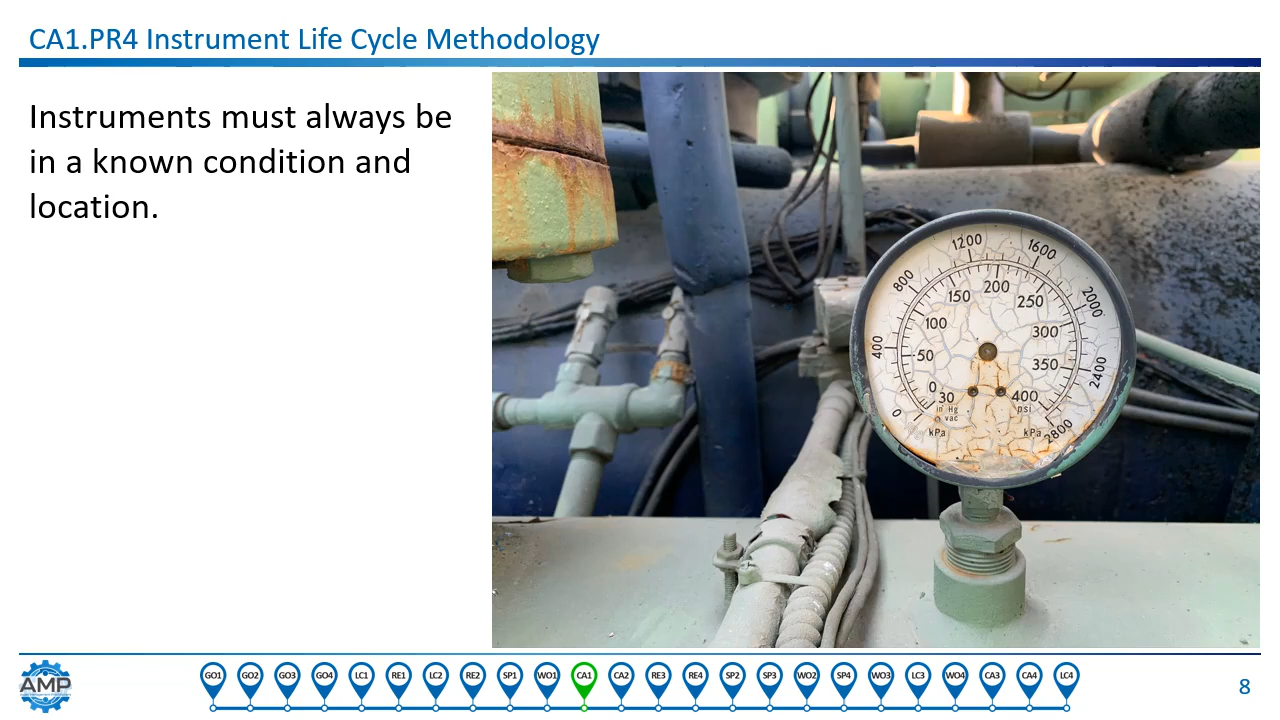 CA1.PR4 Instrument Life Cycle Methodology
Instruments must always be
in a known condition and
location.
1200
1600
800
2000
200
150
250
100
300
400
50
350
2400
0
30
400
in Hg
psi
vac
0
kPa
kPa
2800
AMP
GO1 GO2 GO3 GO4 LC1 RE1 LC2 RE2 SP1 WO1 CA1 CA2 RE3 RE4 SP2 SP3 WO2 SP4 WO3 LC3 WO4 CA3 CA4 LC4
8